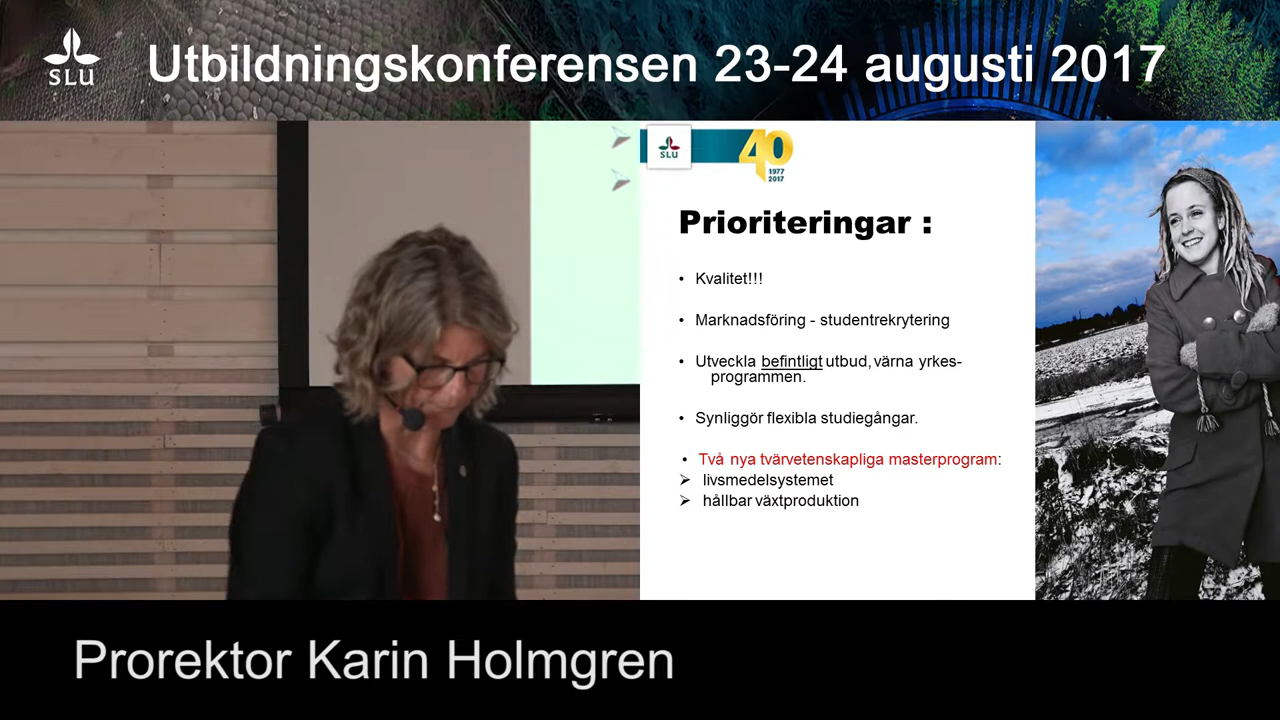 SLU
Utbildningskonferensen 23-24 augusti 2017
SLU
40
1977
2017
Prioriteringar :
• Kvalitet!!!
• Marknadsföring - studentrekrytering
• Utveckla befintligt utbud, värna yrkes-
programmen.
• Synliggör flexibla studiegångar.
• Två nya tvärvetenskapliga masterprogram:
➢ livsmedelsystemet
➢ hållbar växtproduktion
Prorektor Karin Holmgren